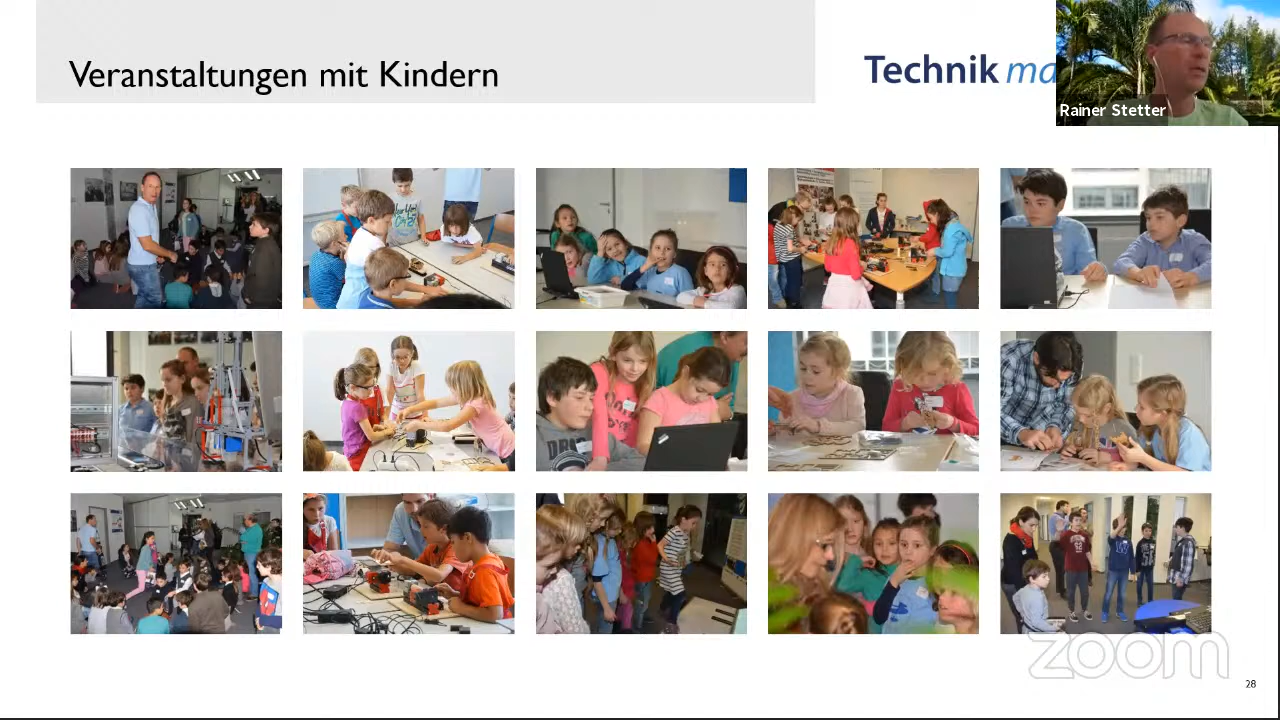 Veranstaltungen mit Kindern
Technik ma
Rainer Stetter
zoom
28